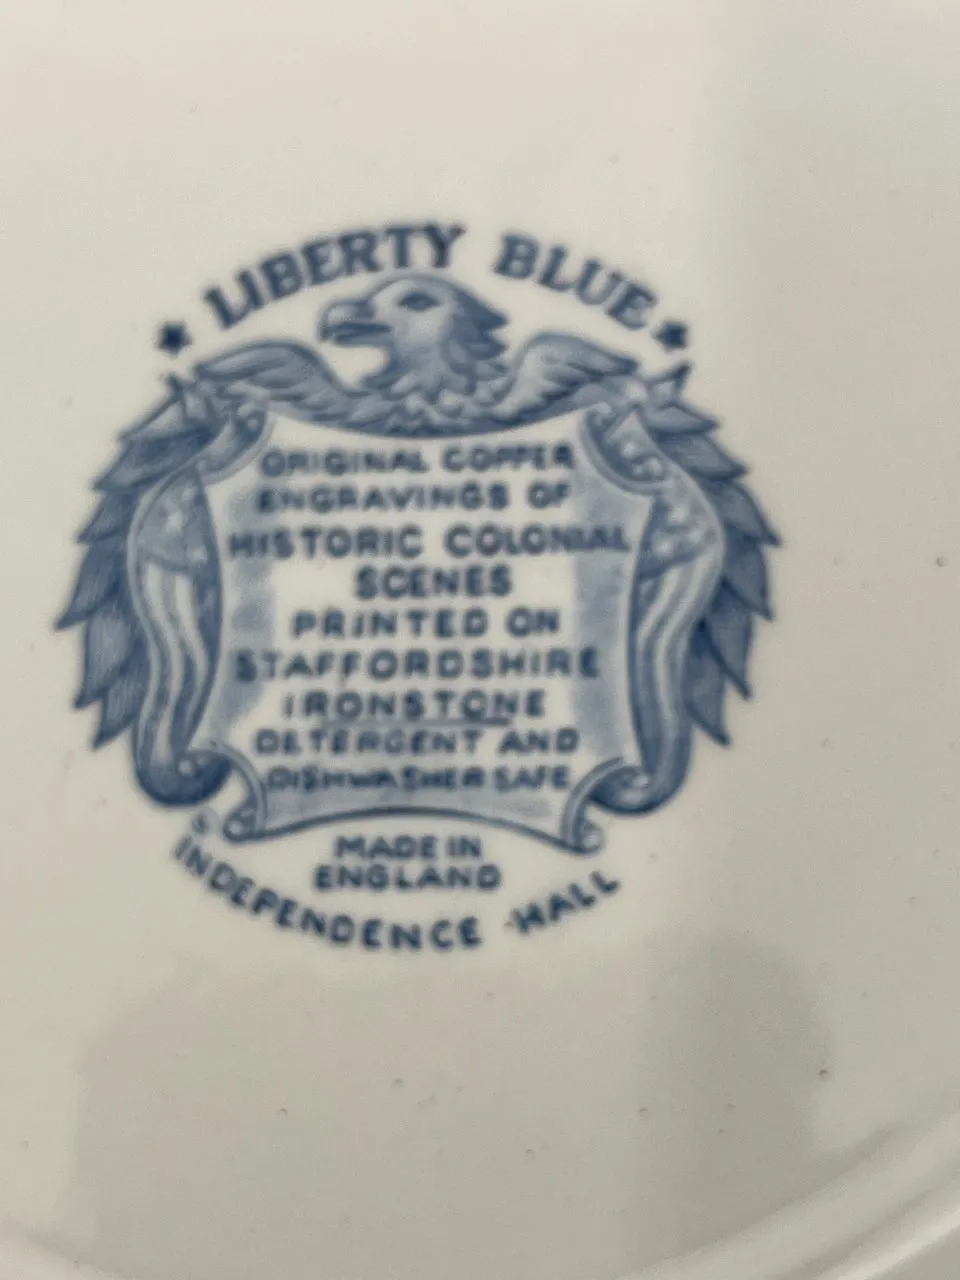 LIBERTY BLUE
ORIGINAL COPPER
ENGRAVINGS OF
HISTORIC COLONIAL
SCENES
PRINTED ON
STAFFORDSHIRE
IRONSTONE
DETERGENT AND
DISHWASHER SAFE
MADE IN
ENGLAND
INDEPENDENCE HALL